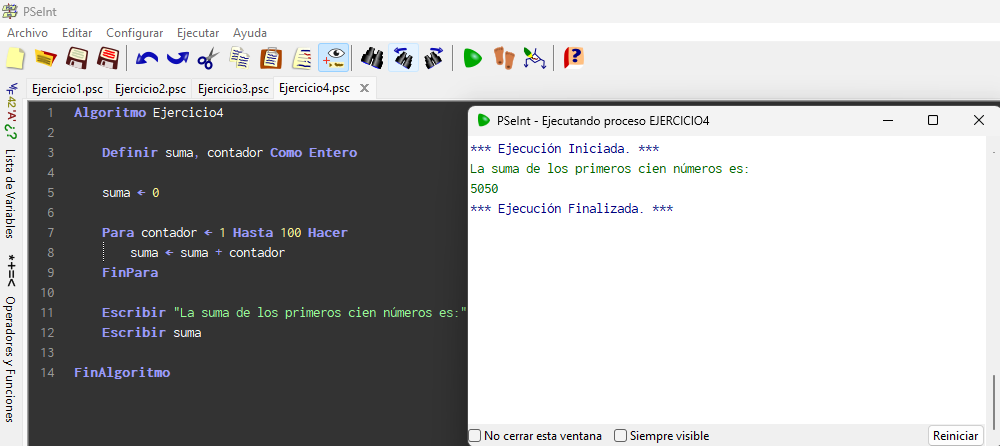 PSeInt
Archivo Editar Configurar Ejecutar Ayuda
Ejercicio1.psc Ejercicio2.psc Ejercicio3.psc Ejercicio4.psc
Lista de Variables
*+=< Operadores y Funciones
1 Algoritmo Ejercicio4
2
3 Definir suma, contador Como Entero
4
5 suma ← 0
6
7 Para contador ← 1 Hasta 100 Hacer
8 suma ← suma + contador
9 FinPara
10
11 Escribir "La suma de los primeros cien números es:"
12 Escribir suma
13
14 FinAlgoritmo
PSeInt - Ejecutando proceso EJERCICIO4
*** Ejecución Iniciada. ***
La suma de los primeros cien números es:
5050
*** Ejecución Finalizada. ***
No cerrar esta ventana Siempre visible Reiniciar